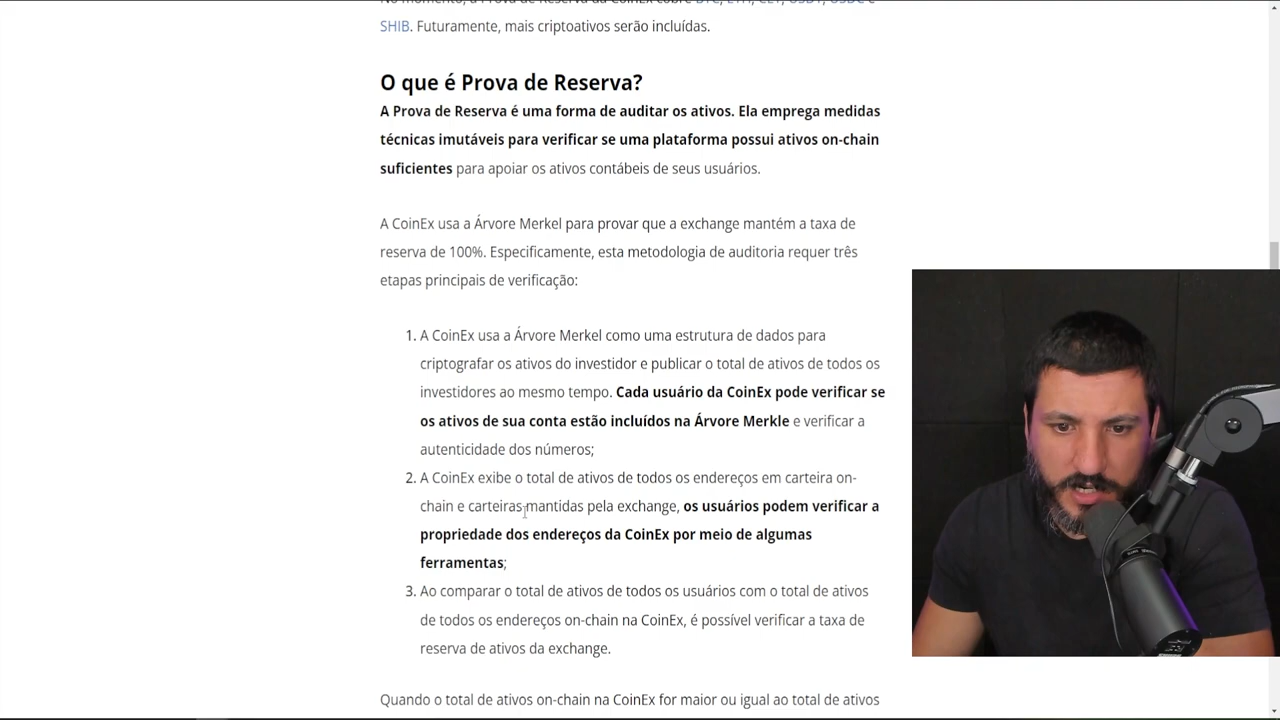 SHIB. Futuramente, mais criptoativos serão incluídas.
O que é Prova de Reserva?
A Prova de Reserva é uma forma de auditar os ativos. Ela emprega medidas
técnicas imutáveis para verificar se uma plataforma possui ativos on-chain
suficientes para apoiar os ativos contábeis de seus usuários.
A CoinEx usa a Árvore Merkel para provar que a exchange mantém a taxa de
reserva de 100%. Especificamente, esta metodologia de auditoria requer três
etapas principais de verificação:
1. A CoinEx usa a Árvore Merkel como uma estrutura de dados para
criptografar os ativos do investidor e publicar o total de ativos de todos os
investidores ao mesmo tempo. Cada usuário da CoinEx pode verificar se
os ativos de sua conta estão incluídos na Árvore Merkle e verificar a
autenticidade dos números;
2. A CoinEx exibe o total de ativos de todos os endereços em carteira on-
chain e carteiras mantidas pela exchange, os usuários podem verificar a
propriedade dos endereços da CoinEx por meio de algumas
ferramentas;
3. Ao comparar o total de ativos de todos os usuários com o total de ativos
de todos os endereços on-chain na CoinEx, é possível verificar a taxa de
reserva de ativos da exchange.
Quando o total de ativos on-chain na CoinEx for maior ou igual ao total de ativos